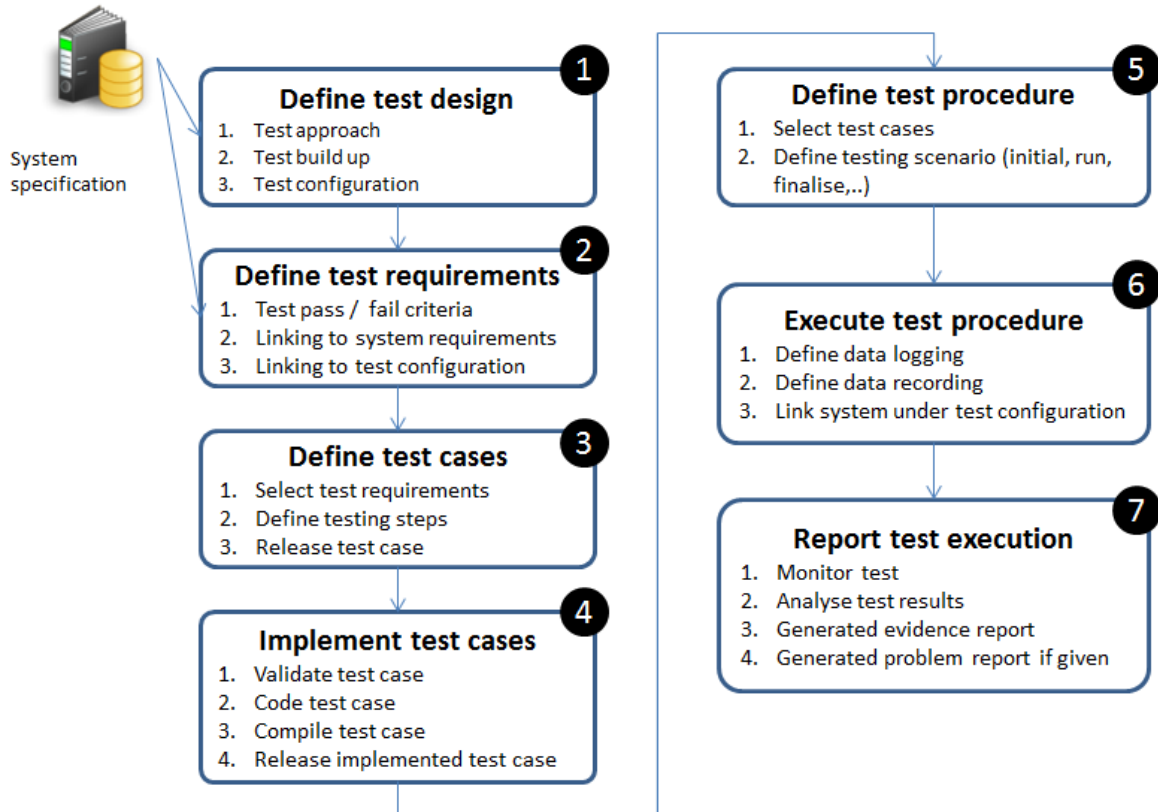 System
specification
1
Define test design
1. Test approach
2. Test build up
3. Test configuration
2
Define test requirements
1. Test pass / fail criteria
2. Linking to system requirements
3. Linking to test configuration
3
Define test cases
1. Select test requirements
2. Define testing steps
3. Release test case
4
Implement test cases
1. Validate test case
2. Code test case
3. Compile test case
4. Release implemented test case
5
Define test procedure
1. Select test cases
2. Define testing scenario (initial, run,
finalise,..)
6
Execute test procedure
1. Define data logging
2. Define data recording
3. Link system under test configuration
7
Report test execution
1. Monitor test
2. Analyse test results
3. Generated evidence report
4. Generated problem report if given